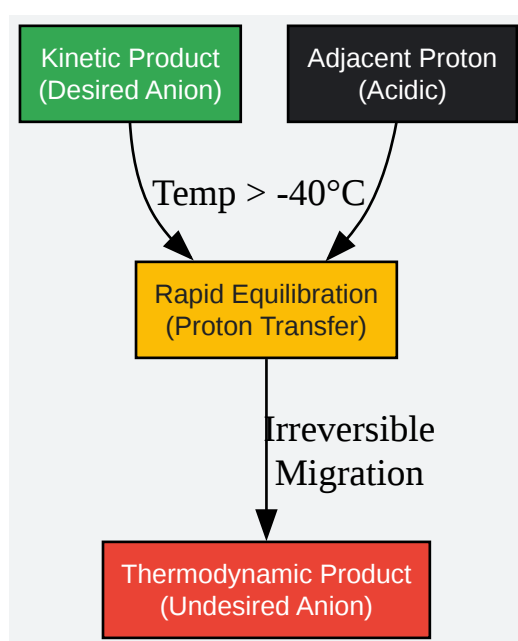 Kinetic Product
(Desired Anion)
Adjacent Proton
(Acidic)
Temp > -40°C
Rapid Equilibration
(Proton Transfer)
Irreversible
Migration
Thermodynamic Product
(Undesired Anion)